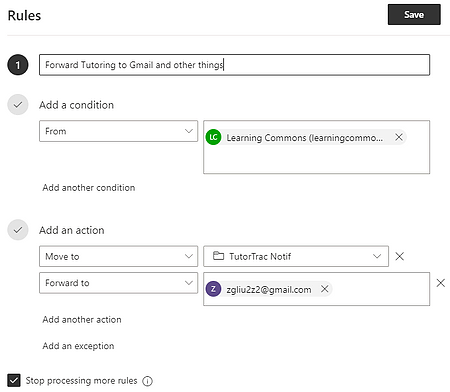 Rules
Save
1
Forward Tutoring to Gmail and other things
Add a condition
From
LC Learning Commons (learningcommo...
Add another condition
Add an action
Move to
TutorTrac Notif
Forward to
Z zgliu2z2@gmail.com
Add another action
Add an exception
Stop processing more rules